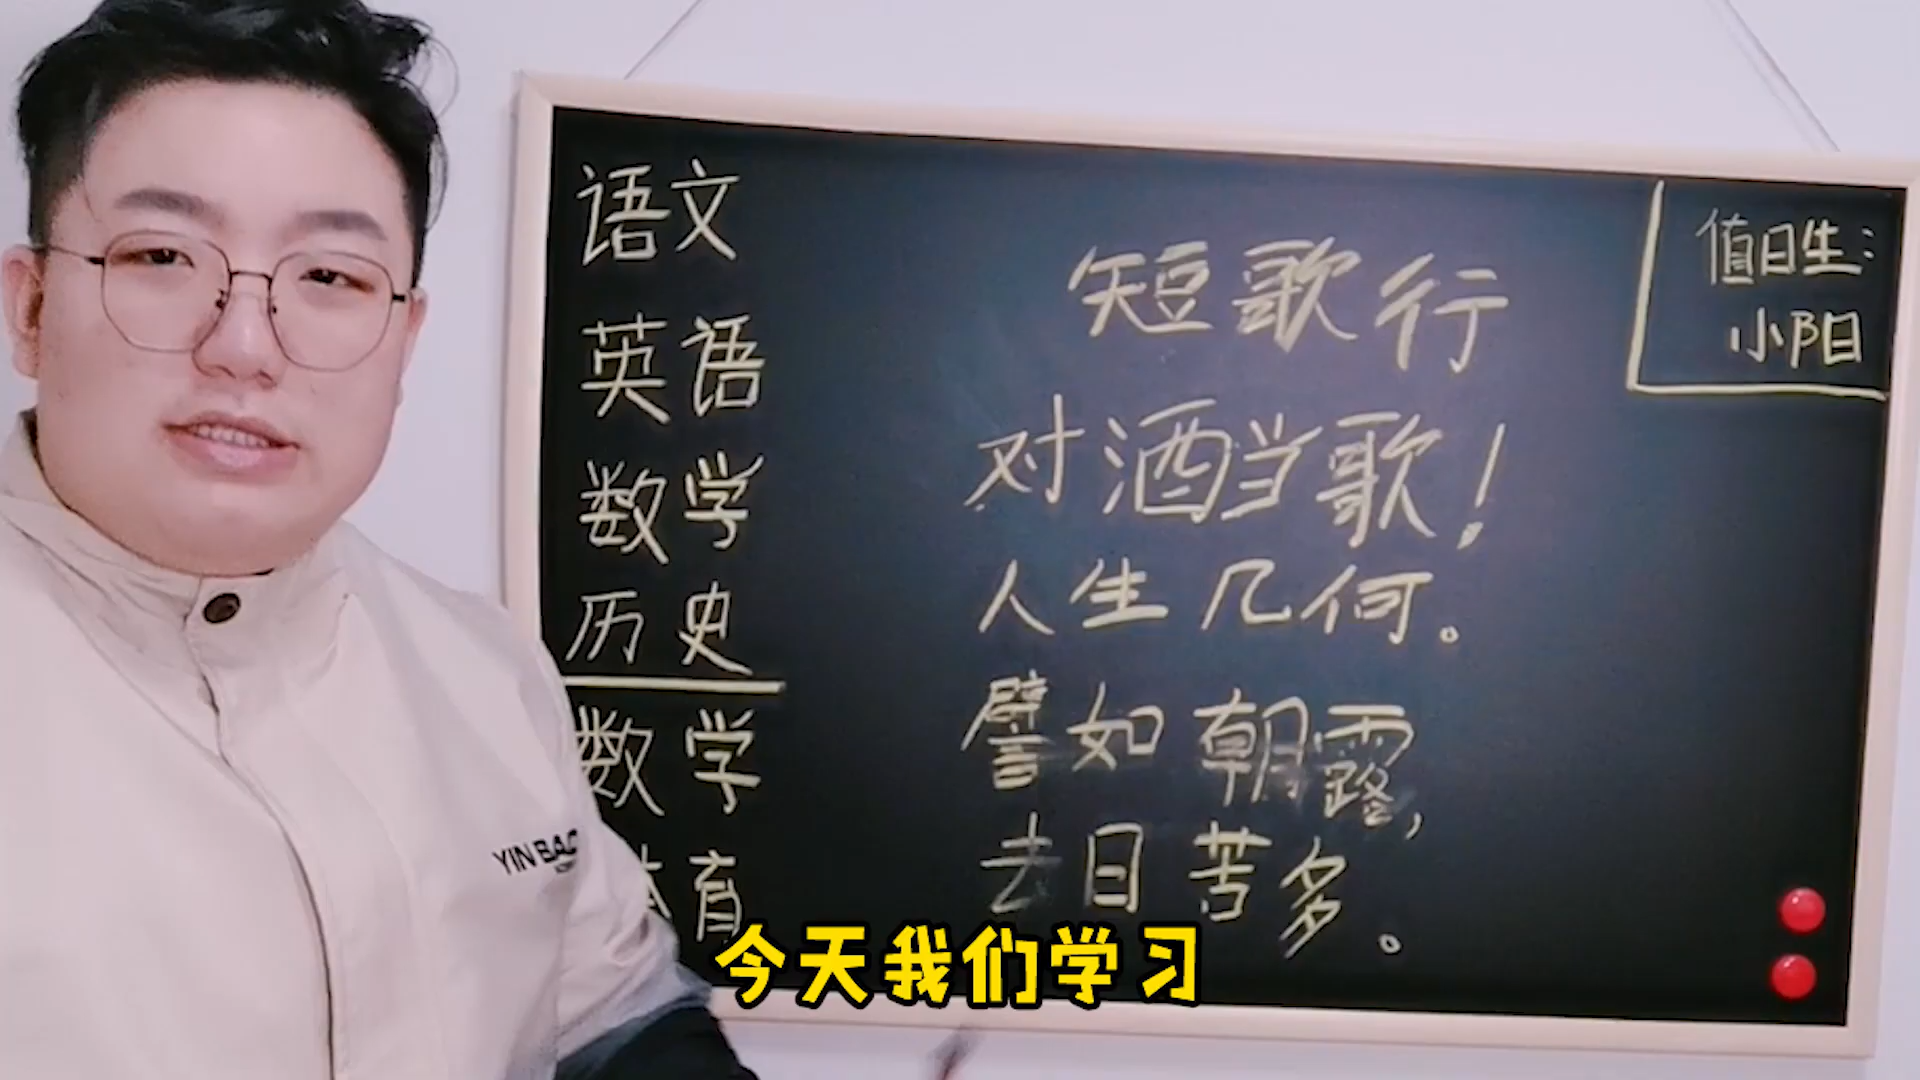 语文
英语
数学
历史
数学
育
短歌行
对酒当歌！
人生几何。
譬如朝露，
去日苦多。
值日生：
小阳
YIN BAO
今天我们学习